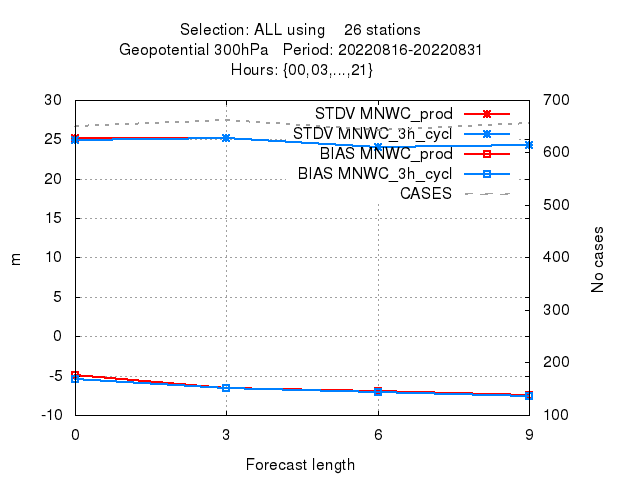 Selection: ALL using    26 stations
Geopotential 300hPa   Period: 20220816-20220831
Hours: {00,03,...,21}
30 700
STDV MNWC_prod
25 STDV MNWC_3h_cycl 600
20 BIAS MNWC_prod
BIAS MNWC_3h_cycl
15 CASES 500
10 400
5 300
0
-5 200
-10 100
m
No cases
0 3 6 9
Forecast length